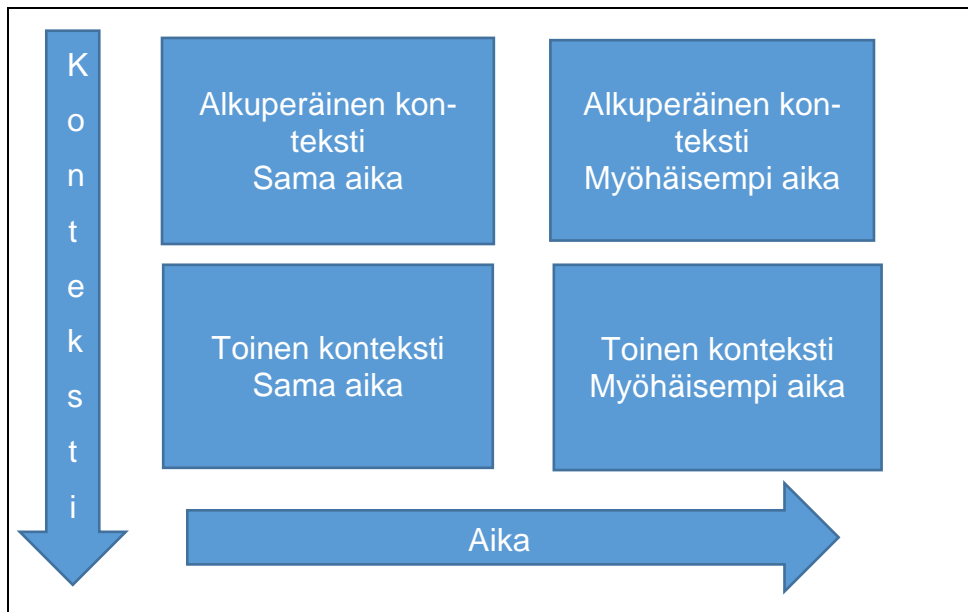 Konteksti
Alkuperäinen kon-
teksti
Sama aika
Alkuperäinen kon-
teksti
Myöhäisempi aika
Toinen konteksti
Sama aika
Toinen konteksti
Myöhäisempi aika
Aika